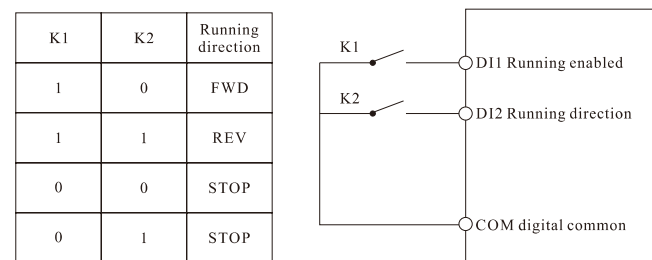 K1 K2 Running direction
1 0 FWD
1 1 REV
0 0 STOP
0 1 STOP
K1
DI1 Running enabled
K2
DI2 Running direction
COM digital common